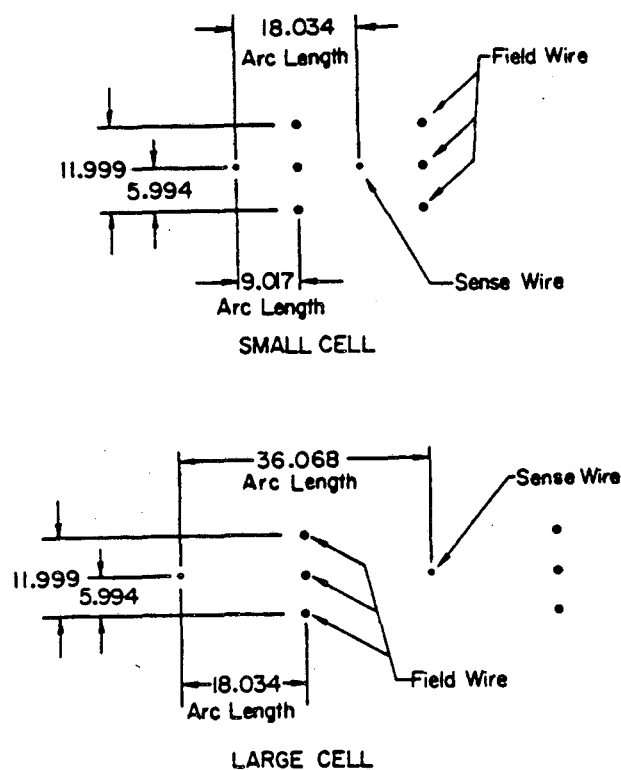 18.034
Arc Length
Field Wire
11.999
5.994
Sense Wire
9.017
Arc Length
SMALL CELL
36.068
Arc Length
Sense Wire
11.999
5.994
18.034
Arc Length
Field Wire
LARGE CELL